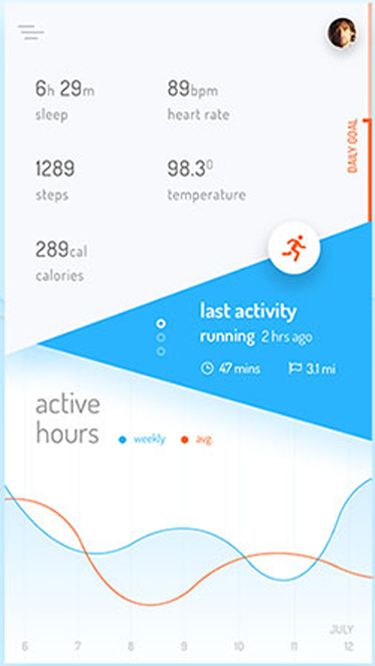 6h 29m
sleep
89bpm
heart rate
1289
steps
98.3°
temperature
DAILY GOAL
289cal
calories
last activity
running 2 hrs ago
47 mins 3.1 mi
active
hours
weekly avg.
JULY
6 7 8 9 10 11 12